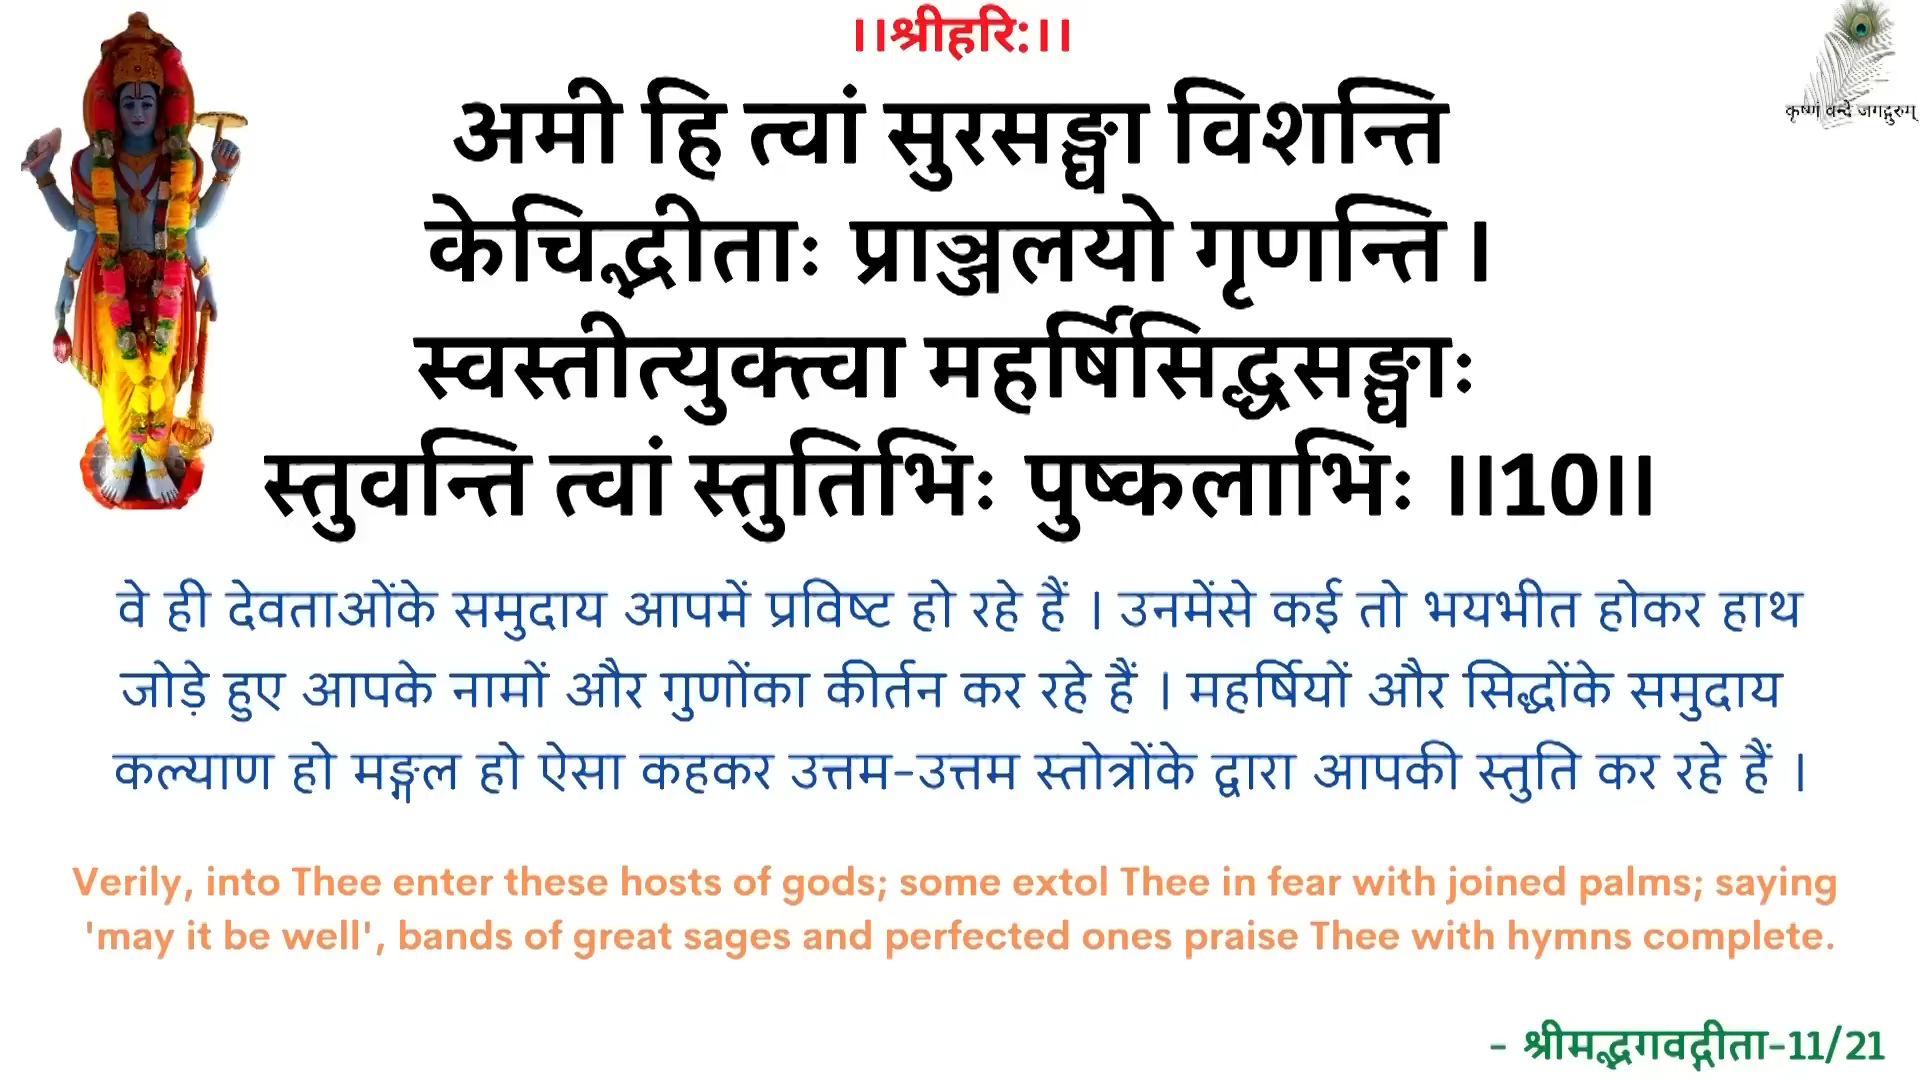 ।।श्रीहरि:।।
कृष्णं वन्दे जगद्गुरुम्
अमी हि त्वां सुरसङ्घा विशन्ति
केचिद्भीताः प्राञ्जलयो गृणन्ति ।
स्वस्तीत्युक्त्वा महर्षिसिद्धसङ्घाः
स्तुवन्ति त्वां स्तुतिभिः पुष्कलाभिः ।।10।।
वे ही देवताओंके समुदाय आपमें प्रविष्ट हो रहे हैं । उनमेंसे कई तो भयभीत होकर हाथ
जोड़े हुए आपके नामों और गुणोंका कीर्तन कर रहे हैं । महर्षियों और सिद्धोंके समुदाय
कल्याण हो मङ्गल हो ऐसा कहकर उत्तम-उत्तम स्तोत्रोंके द्वारा आपकी स्तुति कर रहे हैं ।
Verily, into Thee enter these hosts of gods; some extol Thee in fear with joined palms; saying
'may it be well', bands of great sages and perfected ones praise Thee with hymns complete.
- श्रीमद्भगवद्गीता-11/21